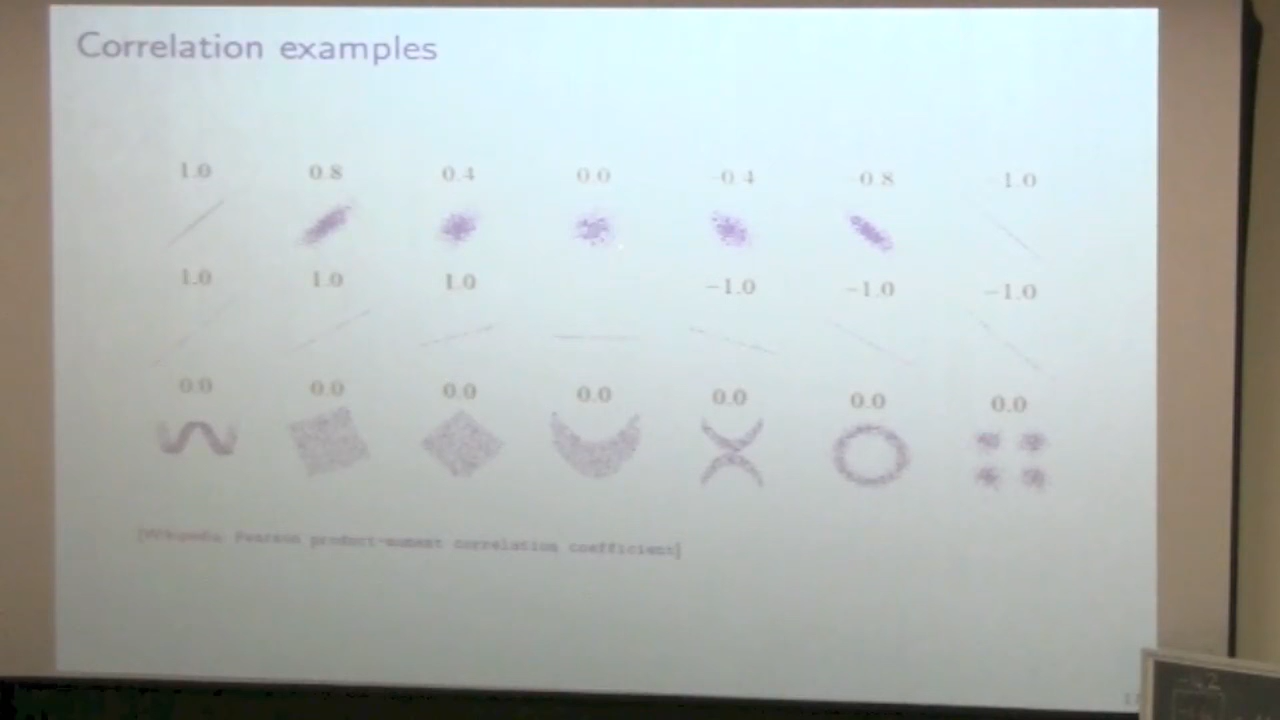 Correlation examples
1.0 0.8 0.4 0.0 -0.4 -0.8 -1.0
1.0 1.0 1.0 −1.0 −1.0 −1.0
0.0 0.0 0.0 0.0 0.0 0.0 0.0
[Wikipedia Pearson product-moment correlation coefficient]